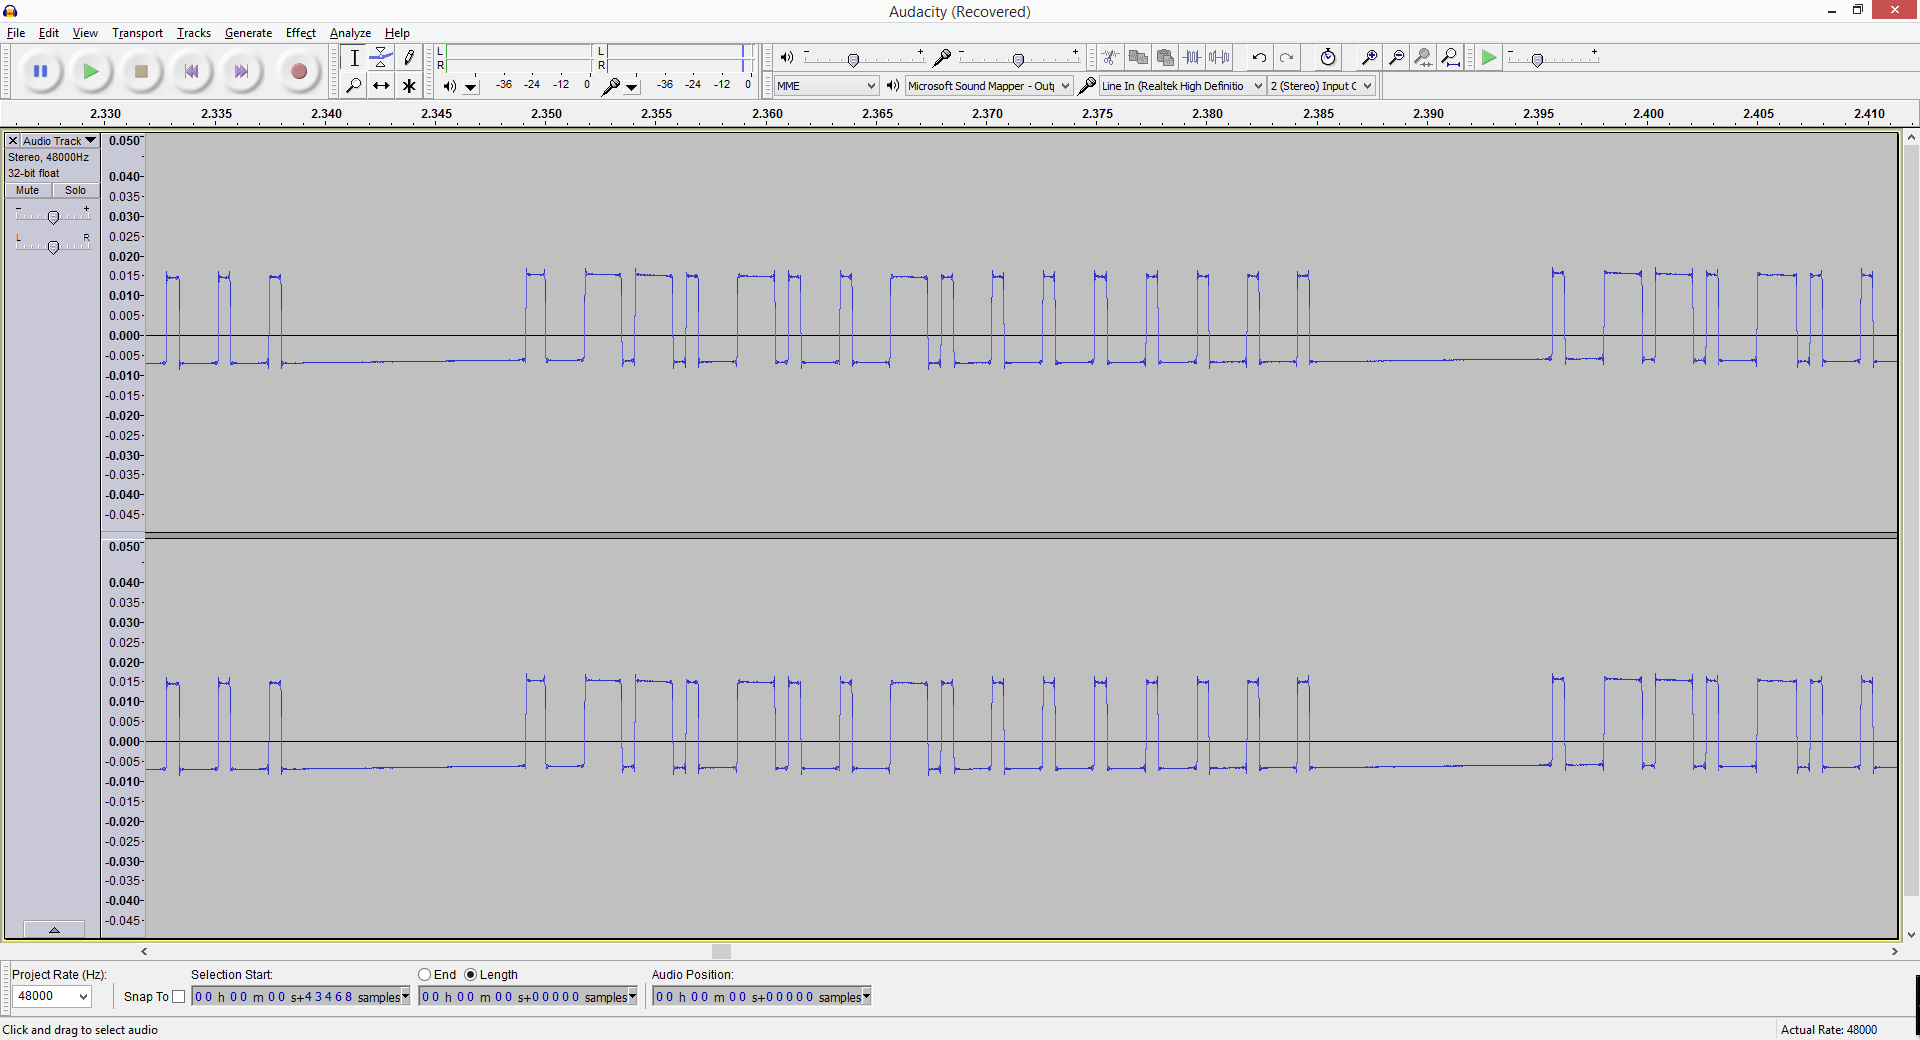 Audacity (Recovered)
File Edit View Transport Tracks Generate Effect Analyze Help
L R -36 -24 -12 0
L R -36 -24 -12 0
MME Microsoft Sound Mapper - Outp Line In (Realtek High Definitio 2 (Stereo) Input C
2.330 2.335 2.340 2.345 2.350 2.355 2.360 2.365 2.370 2.375 2.380 2.385 2.390 2.395 2.400 2.405 2.410
Audio Track
Stereo, 48000Hz
32-bit float
Mute Solo
- +
L R
0.050
0.040
0.035
0.030
0.025
0.020
0.015
0.010
0.005
0.000
-0.005
-0.010
-0.015
-0.020
-0.025
-0.030
-0.035
-0.040
-0.045
0.050
0.040
0.035
0.030
0.025
0.020
0.015
0.010
0.005
0.000
-0.005
-0.010
-0.015
-0.020
-0.025
-0.030
-0.035
-0.040
-0.045
Project Rate (Hz): Selection Start: End Length Audio Position:
48000 Snap To 00 h 00 m 00 s+43468 samples 00 h 00 m 00 s+00000 samples 00 h 00 m 00 s+00000 samples
Click and drag to select audio Actual Rate: 48000